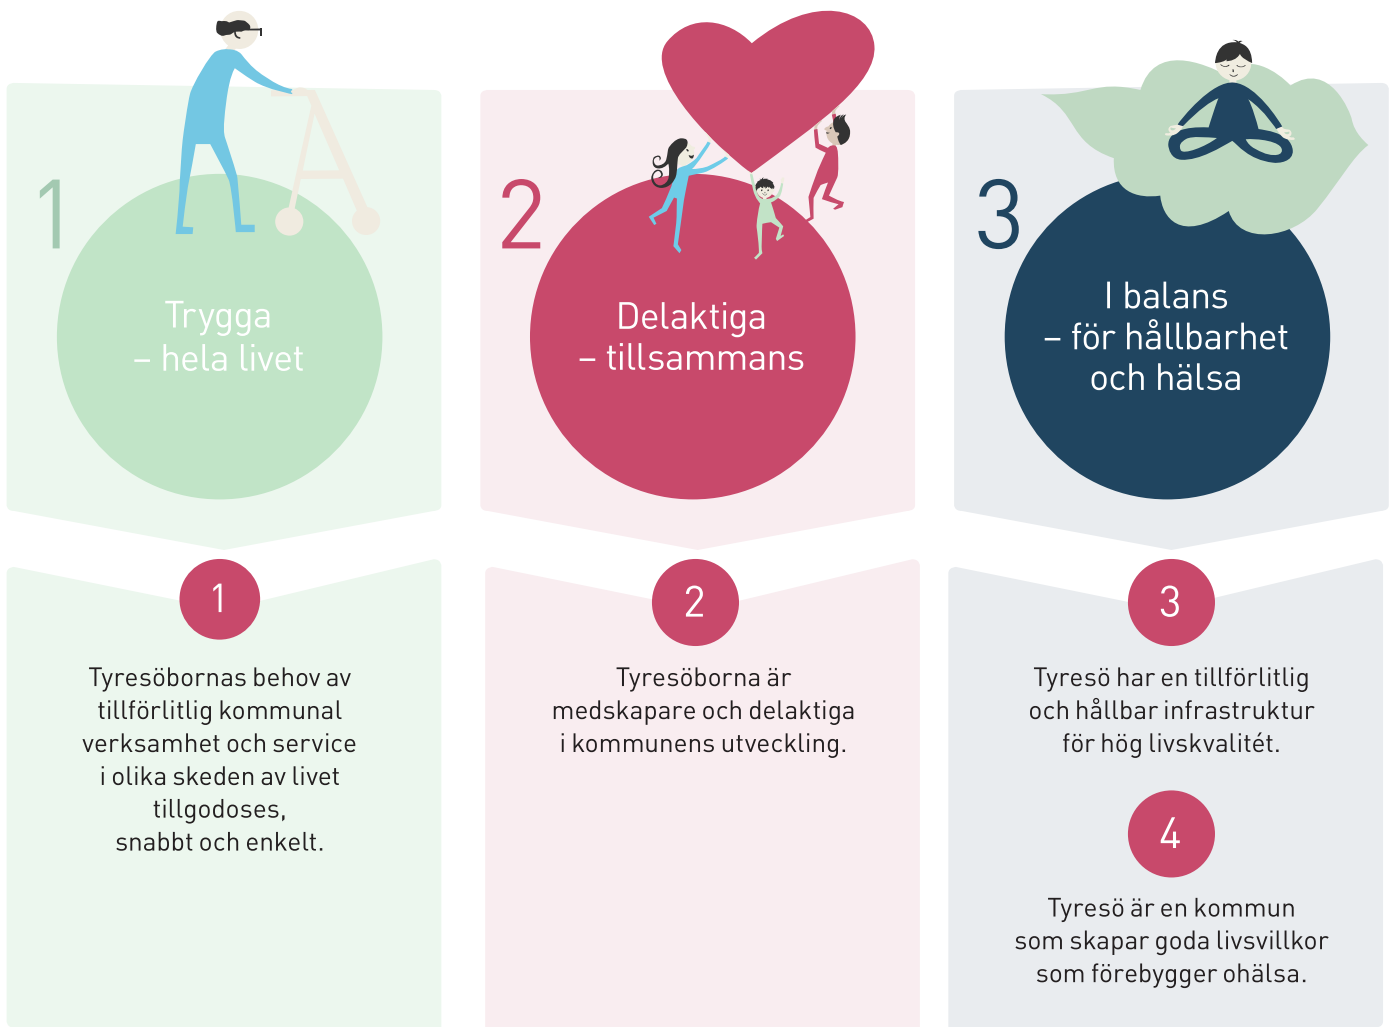 1
Trygga
– hela livet
1
Tyresöbornas behov av
tillförlitlig kommunal
verksamhet och service
i olika skeden av livet
tillgodoses,
snabbt och enkelt.
2
Delaktiga
– tillsammans
2
Tyresöborna är
medskapare och delaktiga
i kommunens utveckling.
3
I balans
– för hållbarhet
och hälsa
3
Tyresö har en tillförlitlig
och hållbar infrastruktur
för hög livskvalitét.
4
Tyresö är en kommun
som skapar goda livsvillkor
som förebygger ohälsa.